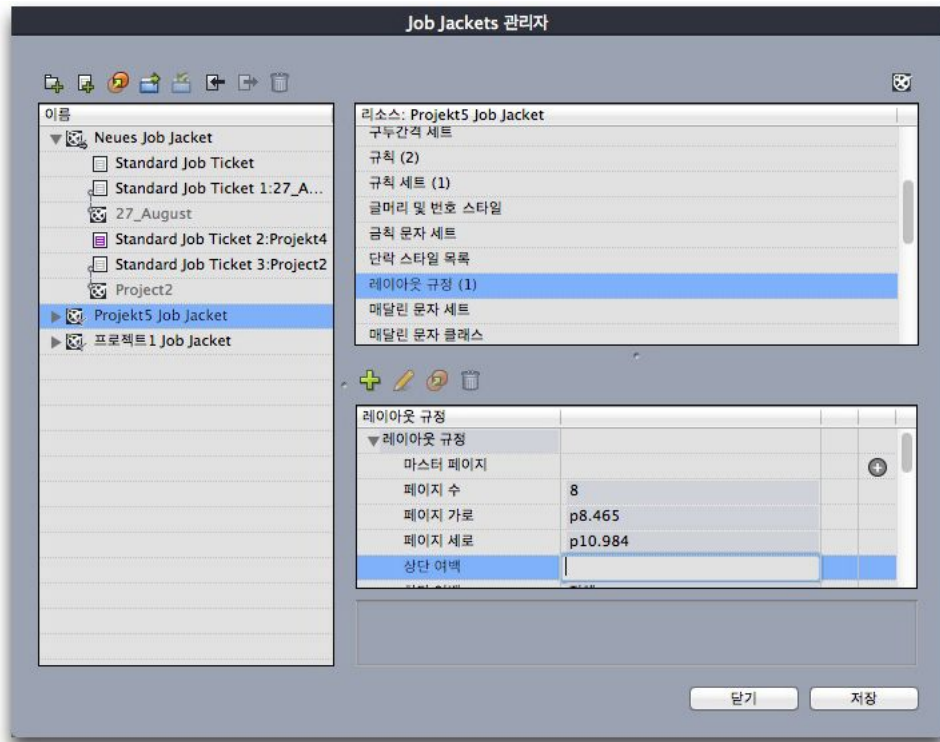 Job Jackets 관리자
이름
Neues Job Jacket
Standard Job Ticket
Standard Job Ticket 1:27_A...
27_August
Standard Job Ticket 2:Projekt4
Standard Job Ticket 3:Project2
Project2
Projekt5 Job Jacket
프로젝트1 Job Jacket
리소스: Projekt5 Job Jacket
구두간격 세트
규칙 (2)
규칙 세트 (1)
글머리 및 번호 스타일
금칙 문자 세트
단락 스타일 목록
레이아웃 규정 (1)
매달린 문자 세트
매달린 문자 클래스
레이아웃 규정
레이아웃 규정
마스터 페이지
페이지 수 8
페이지 가로 p8.465
페이지 세로 p10.984
상단 여백
닫기 저장